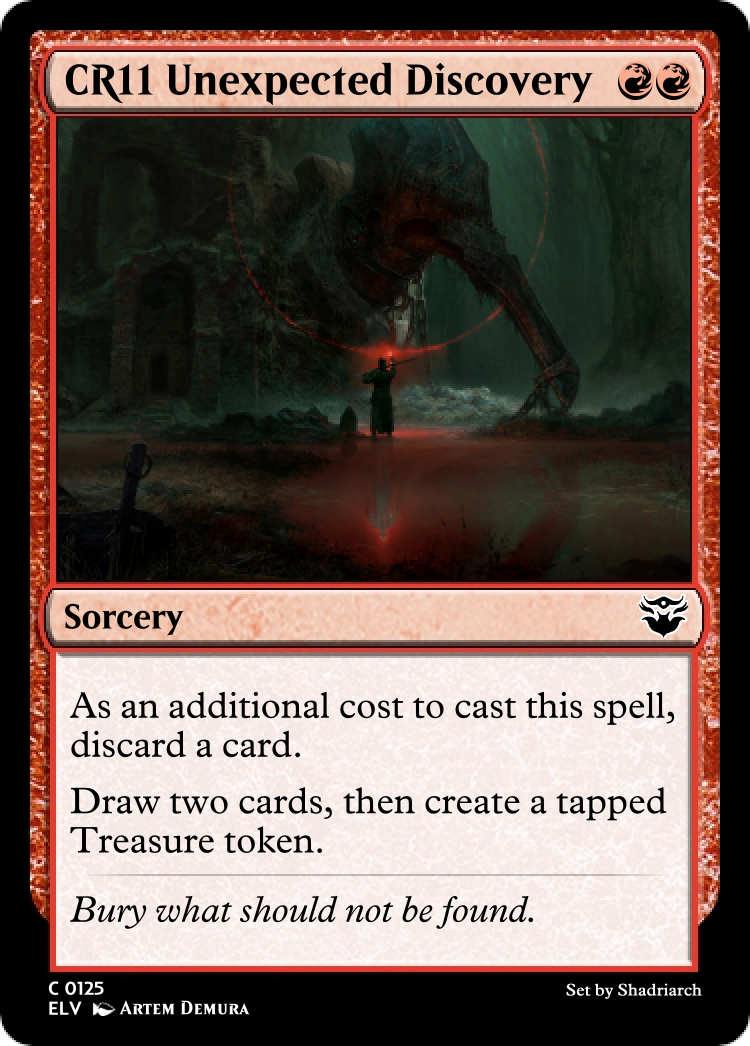 CR11 Unexpected Discovery
Sorcery
As an additional cost to cast this spell,
discard a card.
Draw two cards, then create a tapped
Treasure token.
Bury what should not be found.
C 0125
ELV Artem Demura
Set by Shadriarch